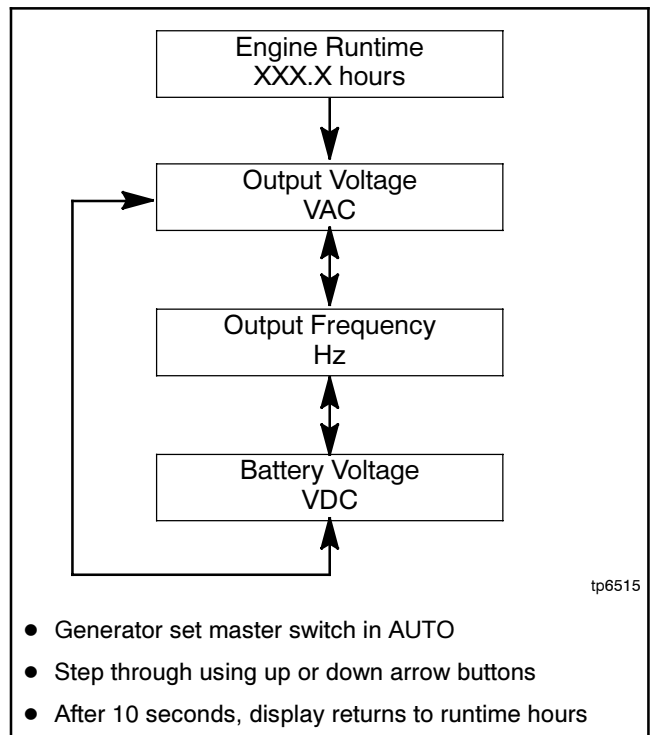 Engine Runtime
XXX.X hours
Output Voltage
VAC
Output Frequency
Hz
Battery Voltage
VDC
tp6515
● Generator set master switch in AUTO
● Step through using up or down arrow buttons
● After 10 seconds, display returns to runtime hours